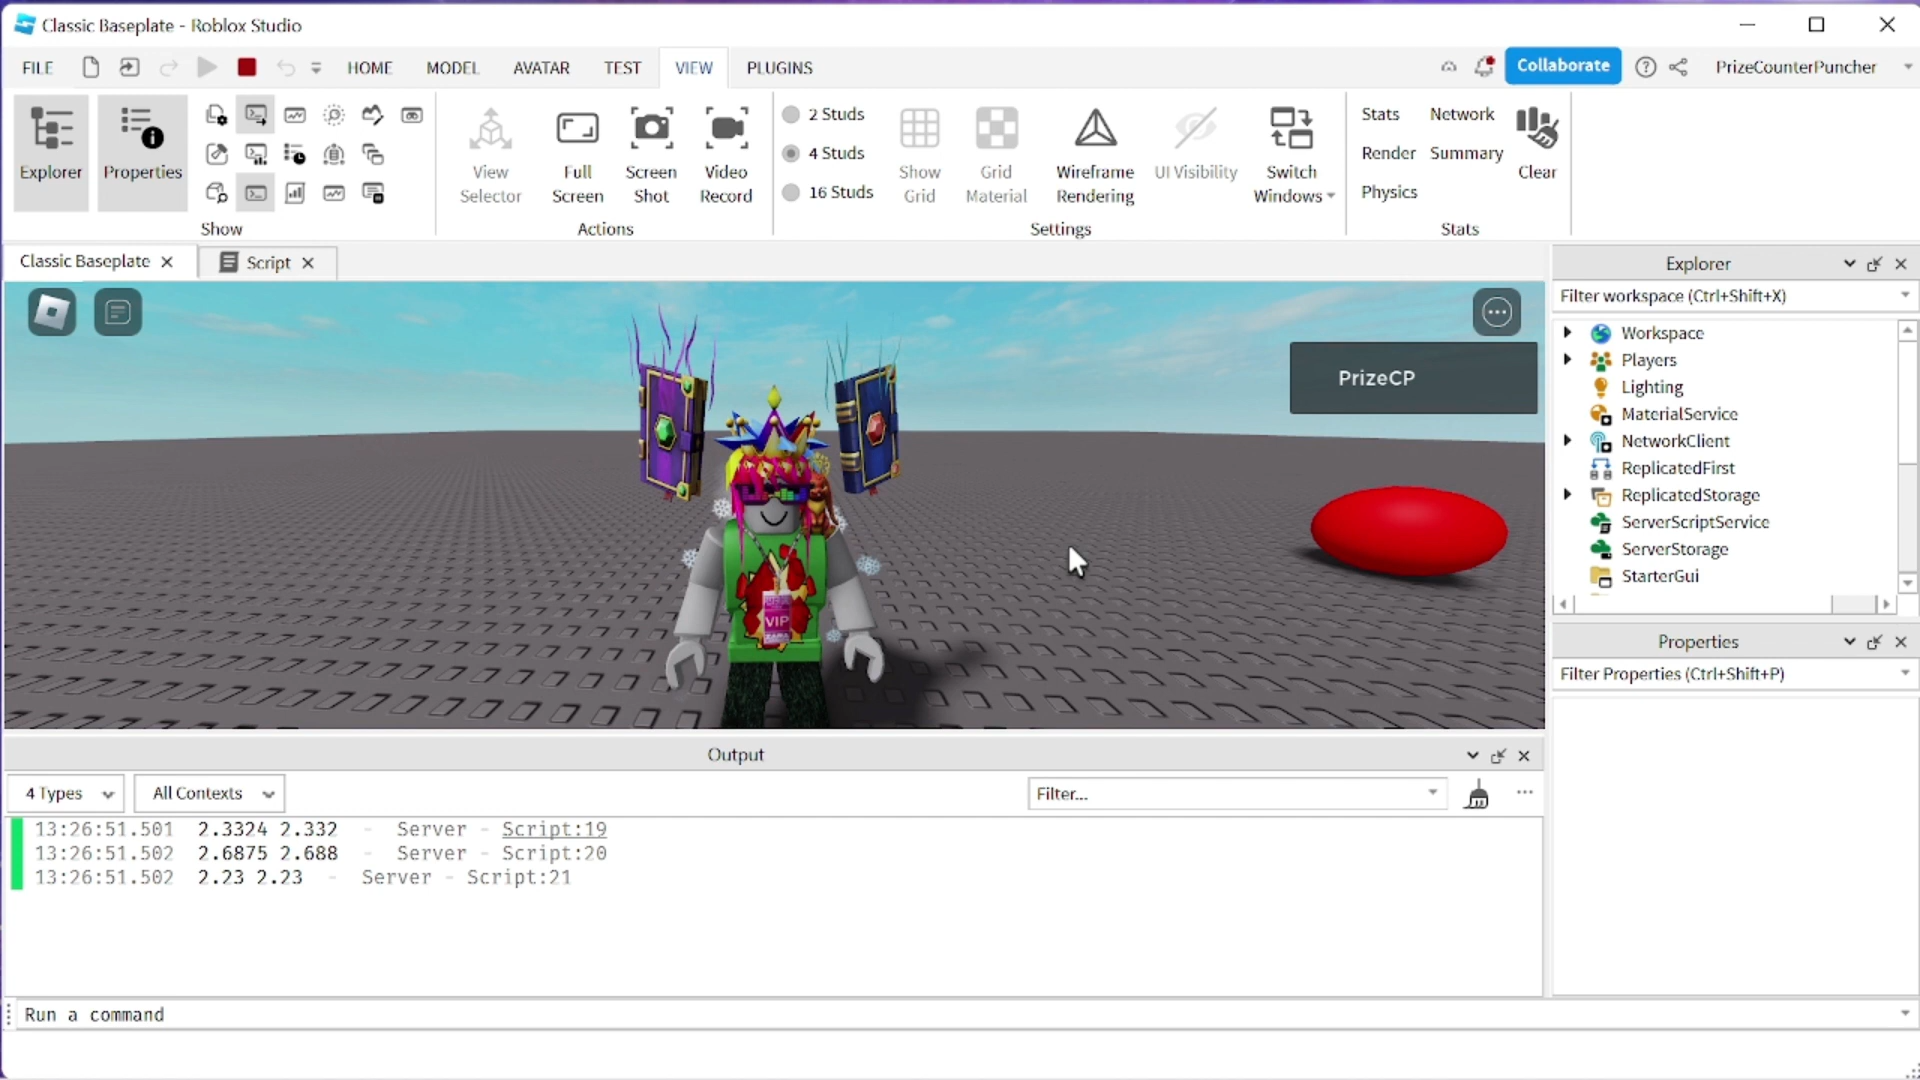 Classic Baseplate - Roblox Studio
FILE HOME MODEL AVATAR TEST VIEW PLUGINS Collaborate PrizeCounterPuncher
Explorer Properties
Show
View Selector
Full Screen
Screen Shot
Video Record
Actions
2 Studs
4 Studs
16 Studs
Show Grid
Grid Material
Wireframe Rendering
UI Visibility
Switch Windows
Settings
Stats Network
Render Summary
Physics
Clear
Stats
Classic Baseplate Script
PrizeCP
VIP
Explorer
Filter workspace (Ctrl+Shift+X)
Workspace
Players
Lighting
MaterialService
NetworkClient
ReplicatedFirst
ReplicatedStorage
ServerScriptService
ServerStorage
StarterGui
Properties
Filter Properties (Ctrl+Shift+P)
Output
4 Types All Contexts Filter...
13:26:51.501 2.3324 2.332 - Server - Script:19
13:26:51.502 2.6875 2.688 - Server - Script:20
13:26:51.502 2.23 2.23 - Server - Script:21
Run a command